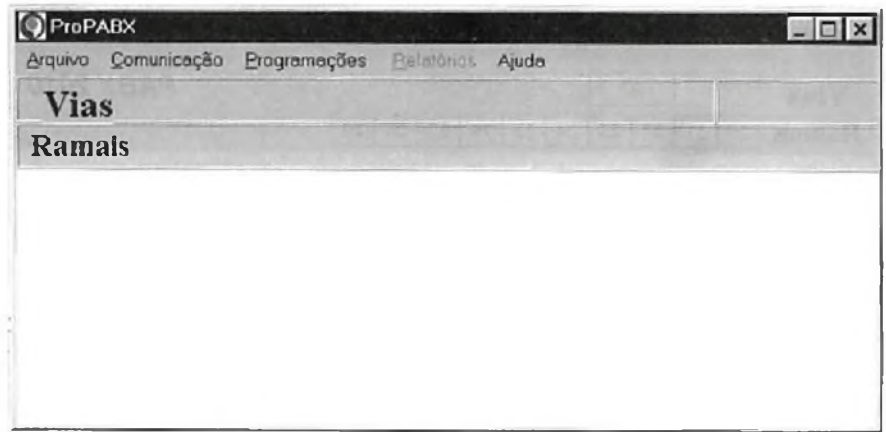 ProPABX
Arquivo Comunicação Programações Relatórios Ajuda
Vias
Ramais